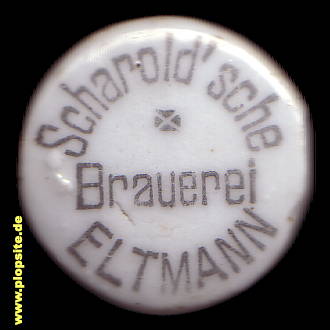 Scharold'sche
Brauerei
ELTMANN
www.plopsite.de